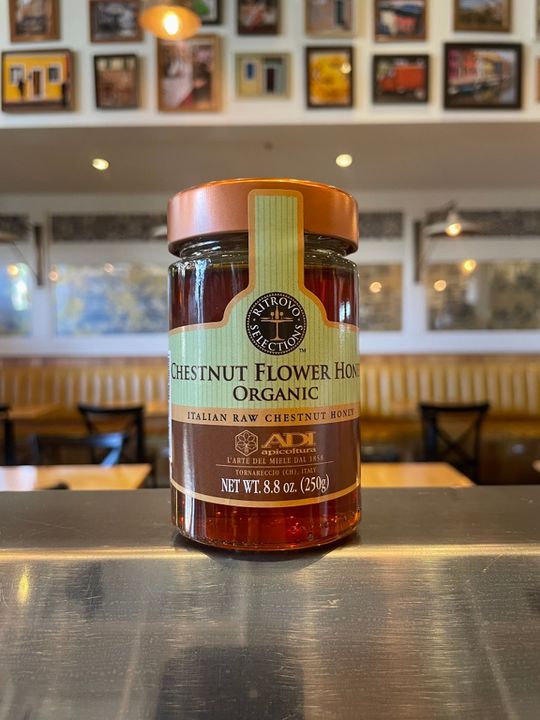 RITROVO
SELECTIONS
TM
CHESTNUT FLOWER HON
ORGANIC
ITALIAN RAW CHESTNUT HONEY
ADI
apicoltura
L'ARTE DEL MIELE DAL 1858
TORNARECCIO (CH), ITALY
NET WT. 8.8 oz. (250g)